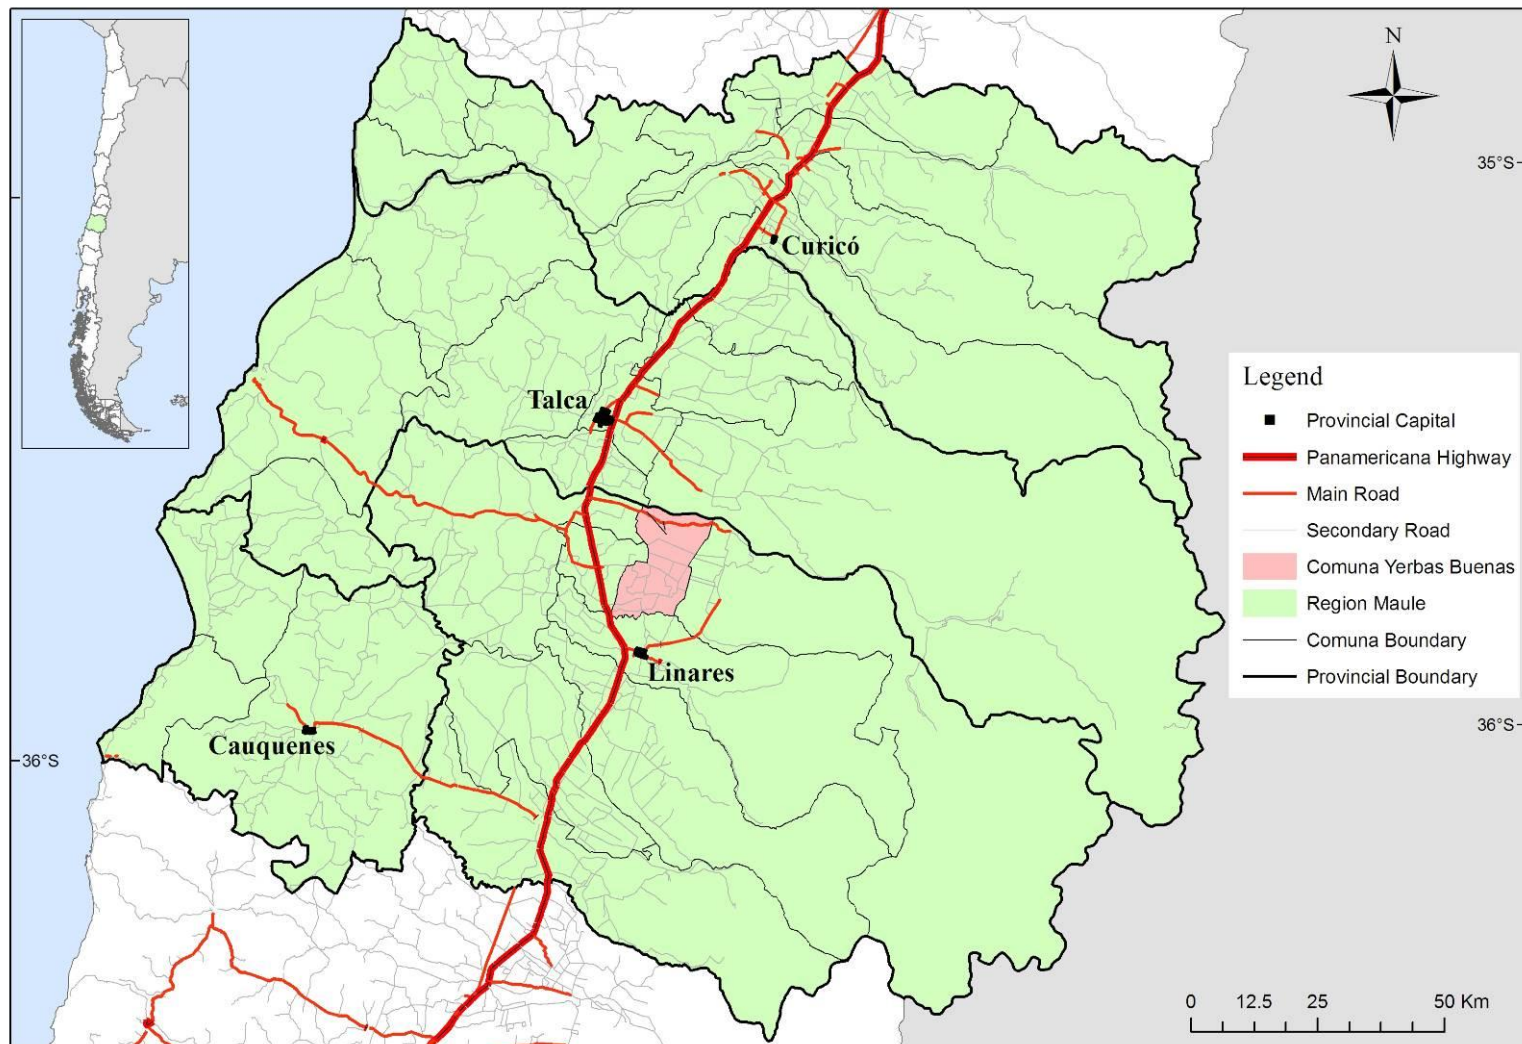 N
35°S
Curicó
Talca
Linares
Cauquenes
36°S
36°S
Legend
Provincial Capital
Panamericana Highway
Main Road
Secondary Road
Comuna Yerbas Buenas
Region Maule
Comuna Boundary
Provincial Boundary
0 12.5 25 50 Km